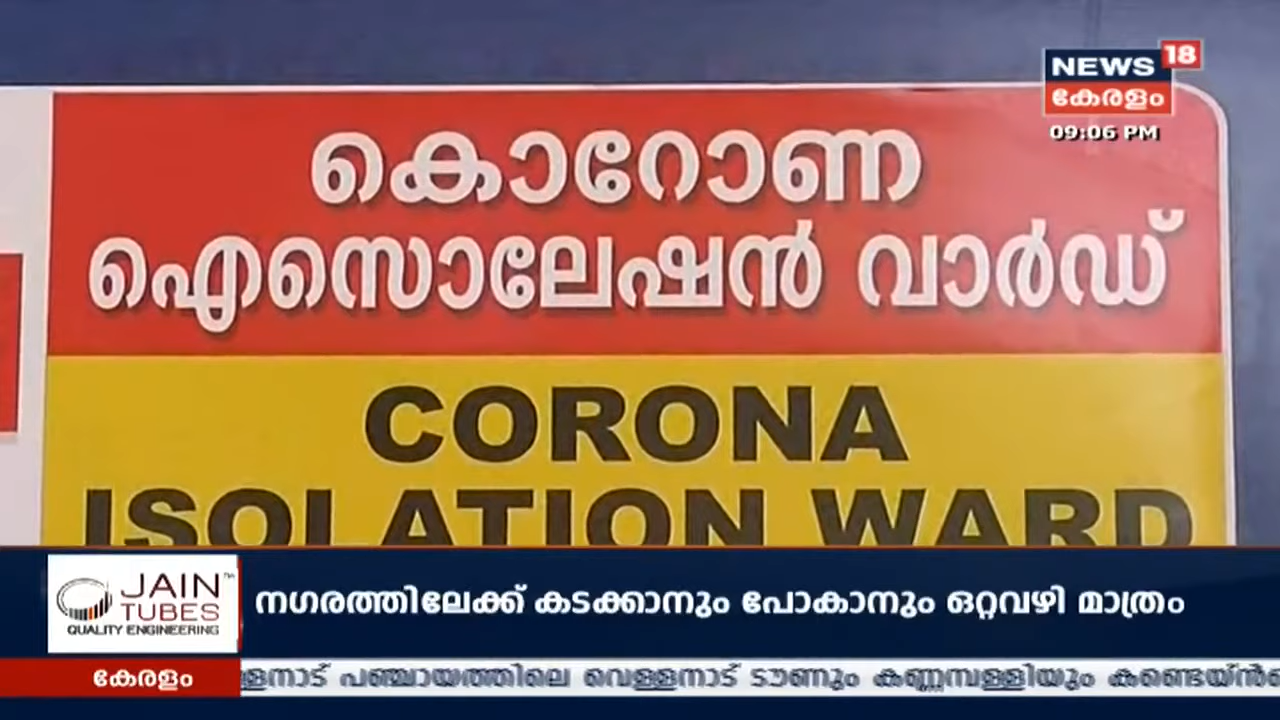 NEWS 18
കേരളം
09:06 PM
കൊറോണ
ഐസൊലേഷൻ വാർഡ്
CORONA
ISOLATION WARD
JAIN TUBES
QUALITY ENGINEERING
നഗരത്തിലേക്ക് കടക്കാനും പോകാനും ഒറ്റവഴി മാത്രം
കേരളം
പഞ്ചായത്തിലെ വെള്ളനാട് ടൗണും കണ്ണമ്പള്ളിയും